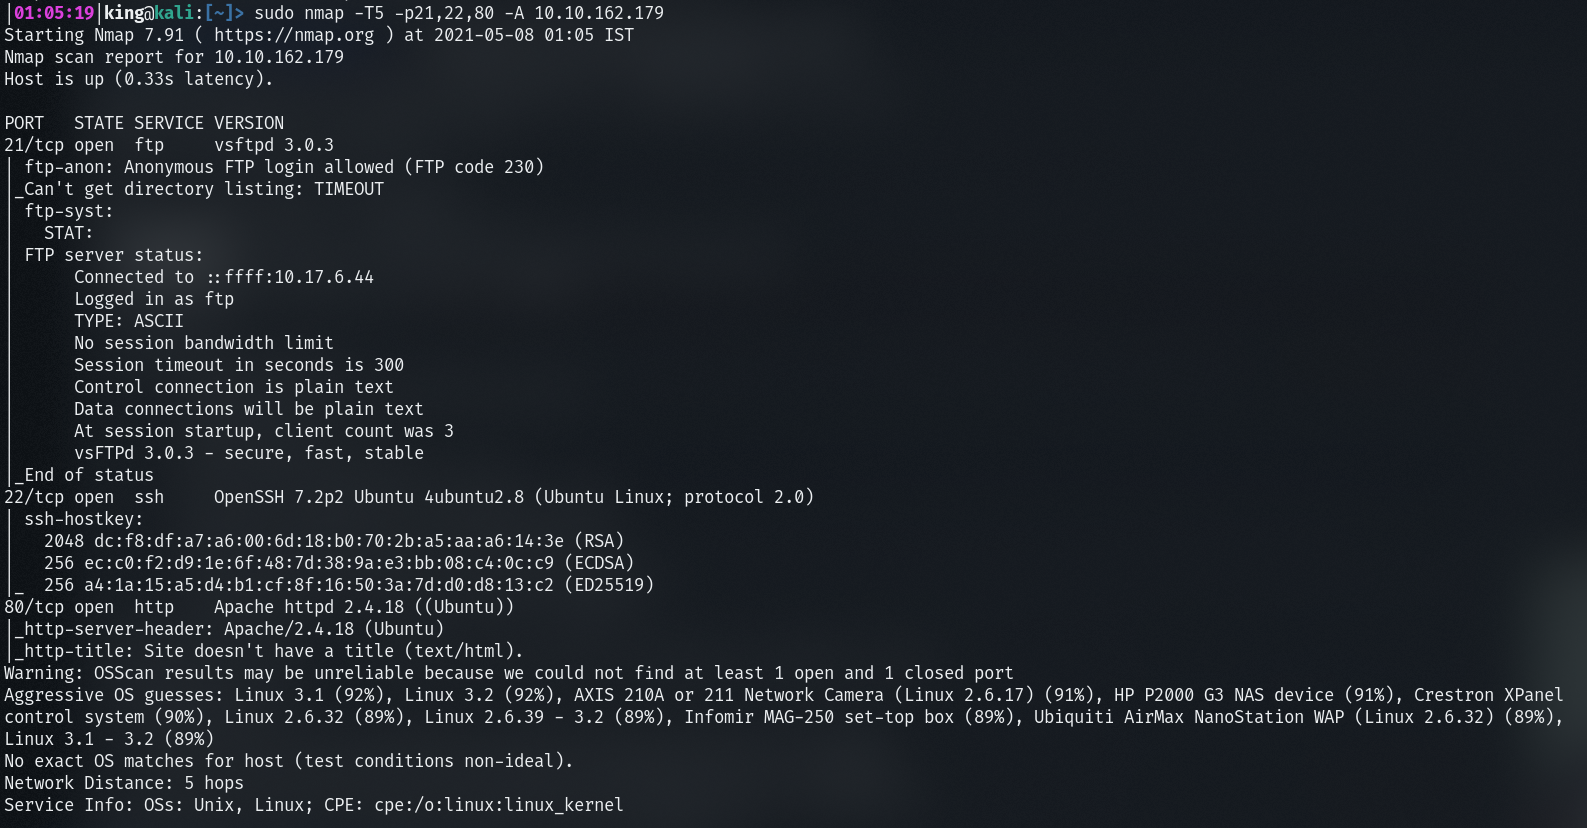 |01:05:19|king@kali:[~]> sudo nmap -T5 -p21,22,80 -A 10.10.162.179
Starting Nmap 7.91 ( https://nmap.org ) at 2021-05-08 01:05 IST
Nmap scan report for 10.10.162.179
Host is up (0.33s latency).

PORT   STATE SERVICE VERSION
21/tcp open  ftp     vsftpd 3.0.3
| ftp-anon: Anonymous FTP login allowed (FTP code 230)
|_Can't get directory listing: TIMEOUT
| ftp-syst:
|   STAT:
| FTP server status:
|      Connected to ::ffff:10.17.6.44
|      Logged in as ftp
|      TYPE: ASCII
|      No session bandwidth limit
|      Session timeout in seconds is 300
|      Control connection is plain text
|      Data connections will be plain text
|      At session startup, client count was 3
|      vsFTPd 3.0.3 - secure, fast, stable
|_End of status
22/tcp open  ssh     OpenSSH 7.2p2 Ubuntu 4ubuntu2.8 (Ubuntu Linux; protocol 2.0)
| ssh-hostkey:
|   2048 dc:f8:df:a7:a6:00:6d:18:b0:70:2b:a5:aa:a6:14:3e (RSA)
|   256 ec:c0:f2:d9:1e:6f:48:7d:38:9a:e3:bb:08:c4:0c:c9 (ECDSA)
|_  256 a4:1a:15:a5:d4:b1:cf:8f:16:50:3a:7d:d0:d8:13:c2 (ED25519)
80/tcp open  http    Apache httpd 2.4.18 ((Ubuntu))
|_http-server-header: Apache/2.4.18 (Ubuntu)
|_http-title: Site doesn't have a title (text/html).
Warning: OSScan results may be unreliable because we could not find at least 1 open and 1 closed port
Aggressive OS guesses: Linux 3.1 (92%), Linux 3.2 (92%), AXIS 210A or 211 Network Camera (Linux 2.6.17) (91%), HP P2000 G3 NAS device (91%), Crestron XPanel
control system (90%), Linux 2.6.32 (89%), Linux 2.6.39 - 3.2 (89%), Infomir MAG-250 set-top box (89%), Ubiquiti AirMax NanoStation WAP (Linux 2.6.32) (89%),
Linux 3.1 - 3.2 (89%)
No exact OS matches for host (test conditions non-ideal).
Network Distance: 5 hops
Service Info: OSs: Unix, Linux; CPE: cpe:/o:linux:linux_kernel